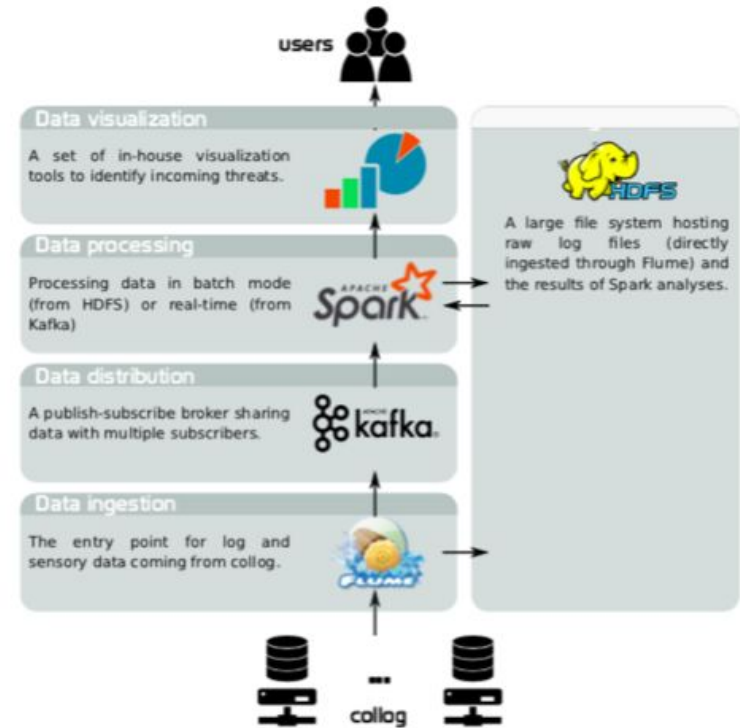 users
Data visualization
A set of in-house visualization
tools to identify incoming threats.
Data processing
Processing data in batch mode
(from HDFS) or real-time (from
Kafka)
APACHE
Spark
Data distribution
A publish-subscribe broker sharing
data with multiple subscribers.
APACHE
kafka
Data ingestion
The entry point for log and
sensory data coming from collog.
FLUME
HDFS
A large file system hosting
raw log files (directly
ingested through Flume) and
the results of Spark analyses.
...
collog